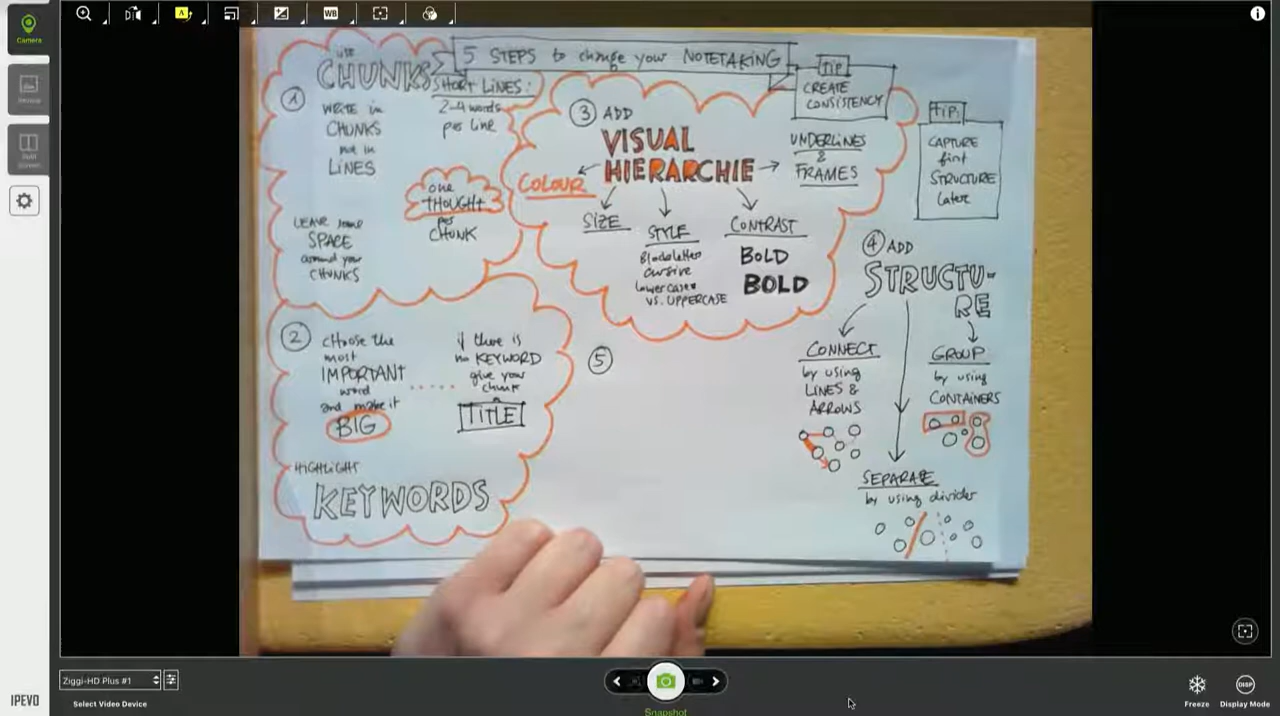 Camera
WB
5 STEPS to change your NOTETAKING
1
USE
CHUNKS
WRITE in
CHUNKS
not in
LINES
SHORT LINES:
2-4 words
per line
one
THOUGHT
per
CHUNK
LEAVE some
SPACE
around your
CHUNKS
2
CHOOSE the
most
IMPORTANT
word
and make it
BIG
if there is
no KEYWORD
give your
chunk
a
TITLE
HIGHLIGHT
KEYWORDS
3 ADD
VISUAL
HIERARCHIE
COLOUR
SIZE
STYLE
Blockletter
cursive
lowercase
VS. UPPERCASE
CONTRAST
BOLD
BOLD
UNDERLINES
&
FRAMES
Tip
CREATE
CONSISTENCY
Tip:
CAPTURE
first
STRUCTURE
later
4 ADD
STRUCTU-
RE
CONNECT
by using
LINES &
ARROWS
GROUP
by using
CONTAINERS
SEPARATE
by using divider
5
IPEVO
Ziggi-HD Plus #1
Select Video Device
Snapshot
Freeze
DISP
Display Mode